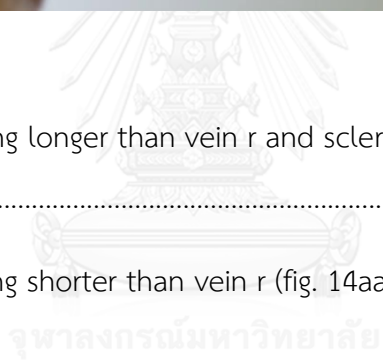 ng longer than vein r and scler
................................................................
ng shorter than vein r (fig. 14aa
จุฬาลงกรณ์มหาวิทยาลัย